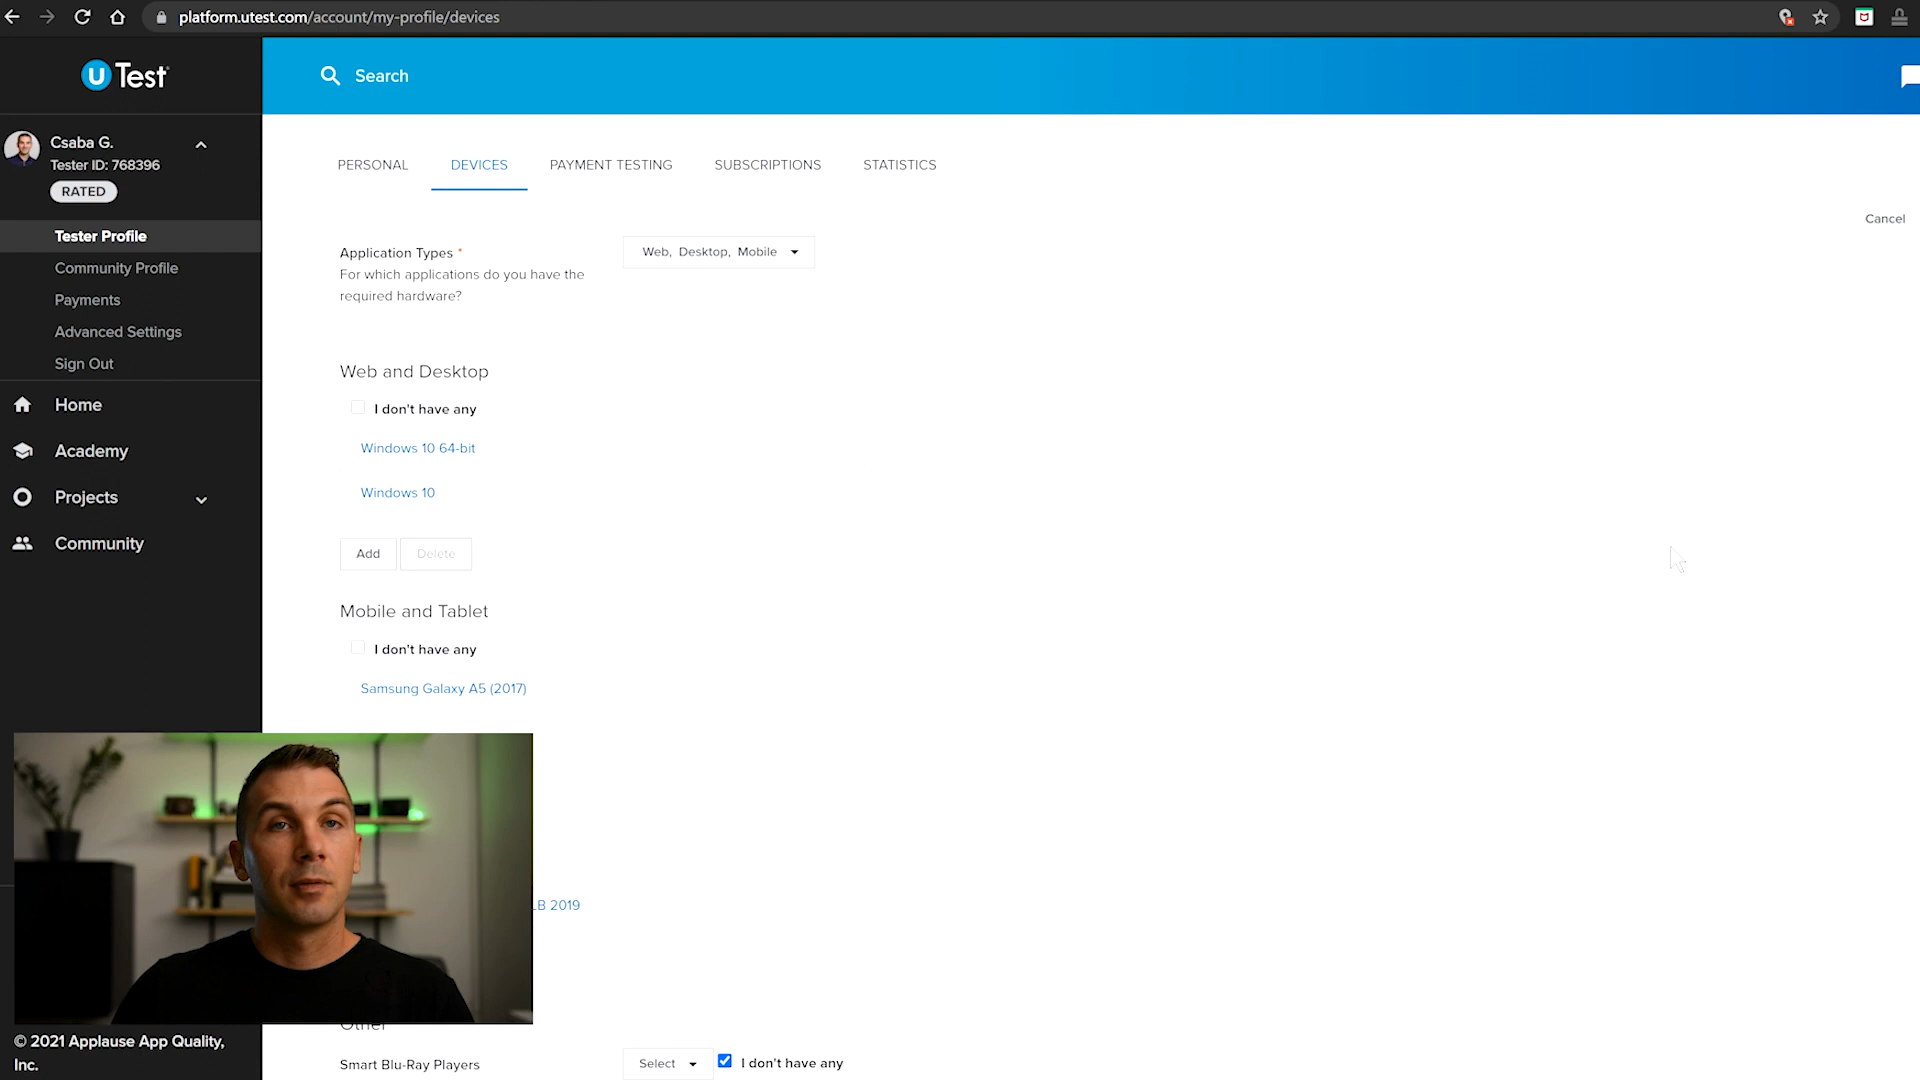 platform.utest.com/account/my-profile/devices
u Test
Search
Csaba G.
Tester ID: 768396
RATED
Tester Profile
Community Profile
Payments
Advanced Settings
Sign Out
Home
Academy
Projects
Community
PERSONAL DEVICES PAYMENT TESTING SUBSCRIPTIONS STATISTICS
Cancel
Application Types *
For which applications do you have the
required hardware?
Web, Desktop, Mobile
Web and Desktop
I don't have any
Windows 10 64-bit
Windows 10
Add Delete
Mobile and Tablet
I don't have any
Samsung Galaxy A5 (2017)
LB 2019
Other
Smart Blu-Ray Players
Select
I don't have any
© 2021 Applause App Quality,
Inc.